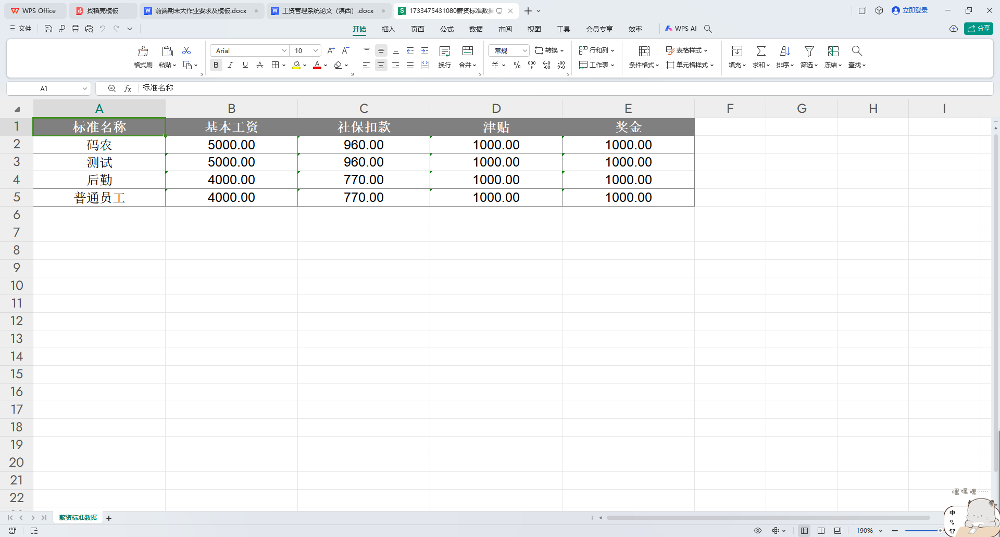 WPS Office
找稻壳模板
前端期末大作业要求及模板.docx
工资管理系统论文（滇西）.docx
1733475431080薪资标准数据
立即登录
文件
开始
插入
页面
公式
数据
审阅
视图
工具
会员专享
效率
WPS AI
分享
格式刷
粘贴
Arial
10
换行
合并
常规
转换
行和列
工作表
条件格式
表格样式
单元格样式
填充
求和
排序
筛选
冻结
查找
A1
fx
标准名称
A B C D E F G H I
1 标准名称 基本工资 社保扣款 津贴 奖金
2 码农 5000.00 960.00 1000.00 1000.00
3 测试 5000.00 960.00 1000.00 1000.00
4 后勤 4000.00 770.00 1000.00 1000.00
5 普通员工 4000.00 770.00 1000.00 1000.00
6
7
8
9
10
11
12
13
14
15
16
17
18
19
20
21
22
嘿嘿嘿······
中
薪资标准数据
190%